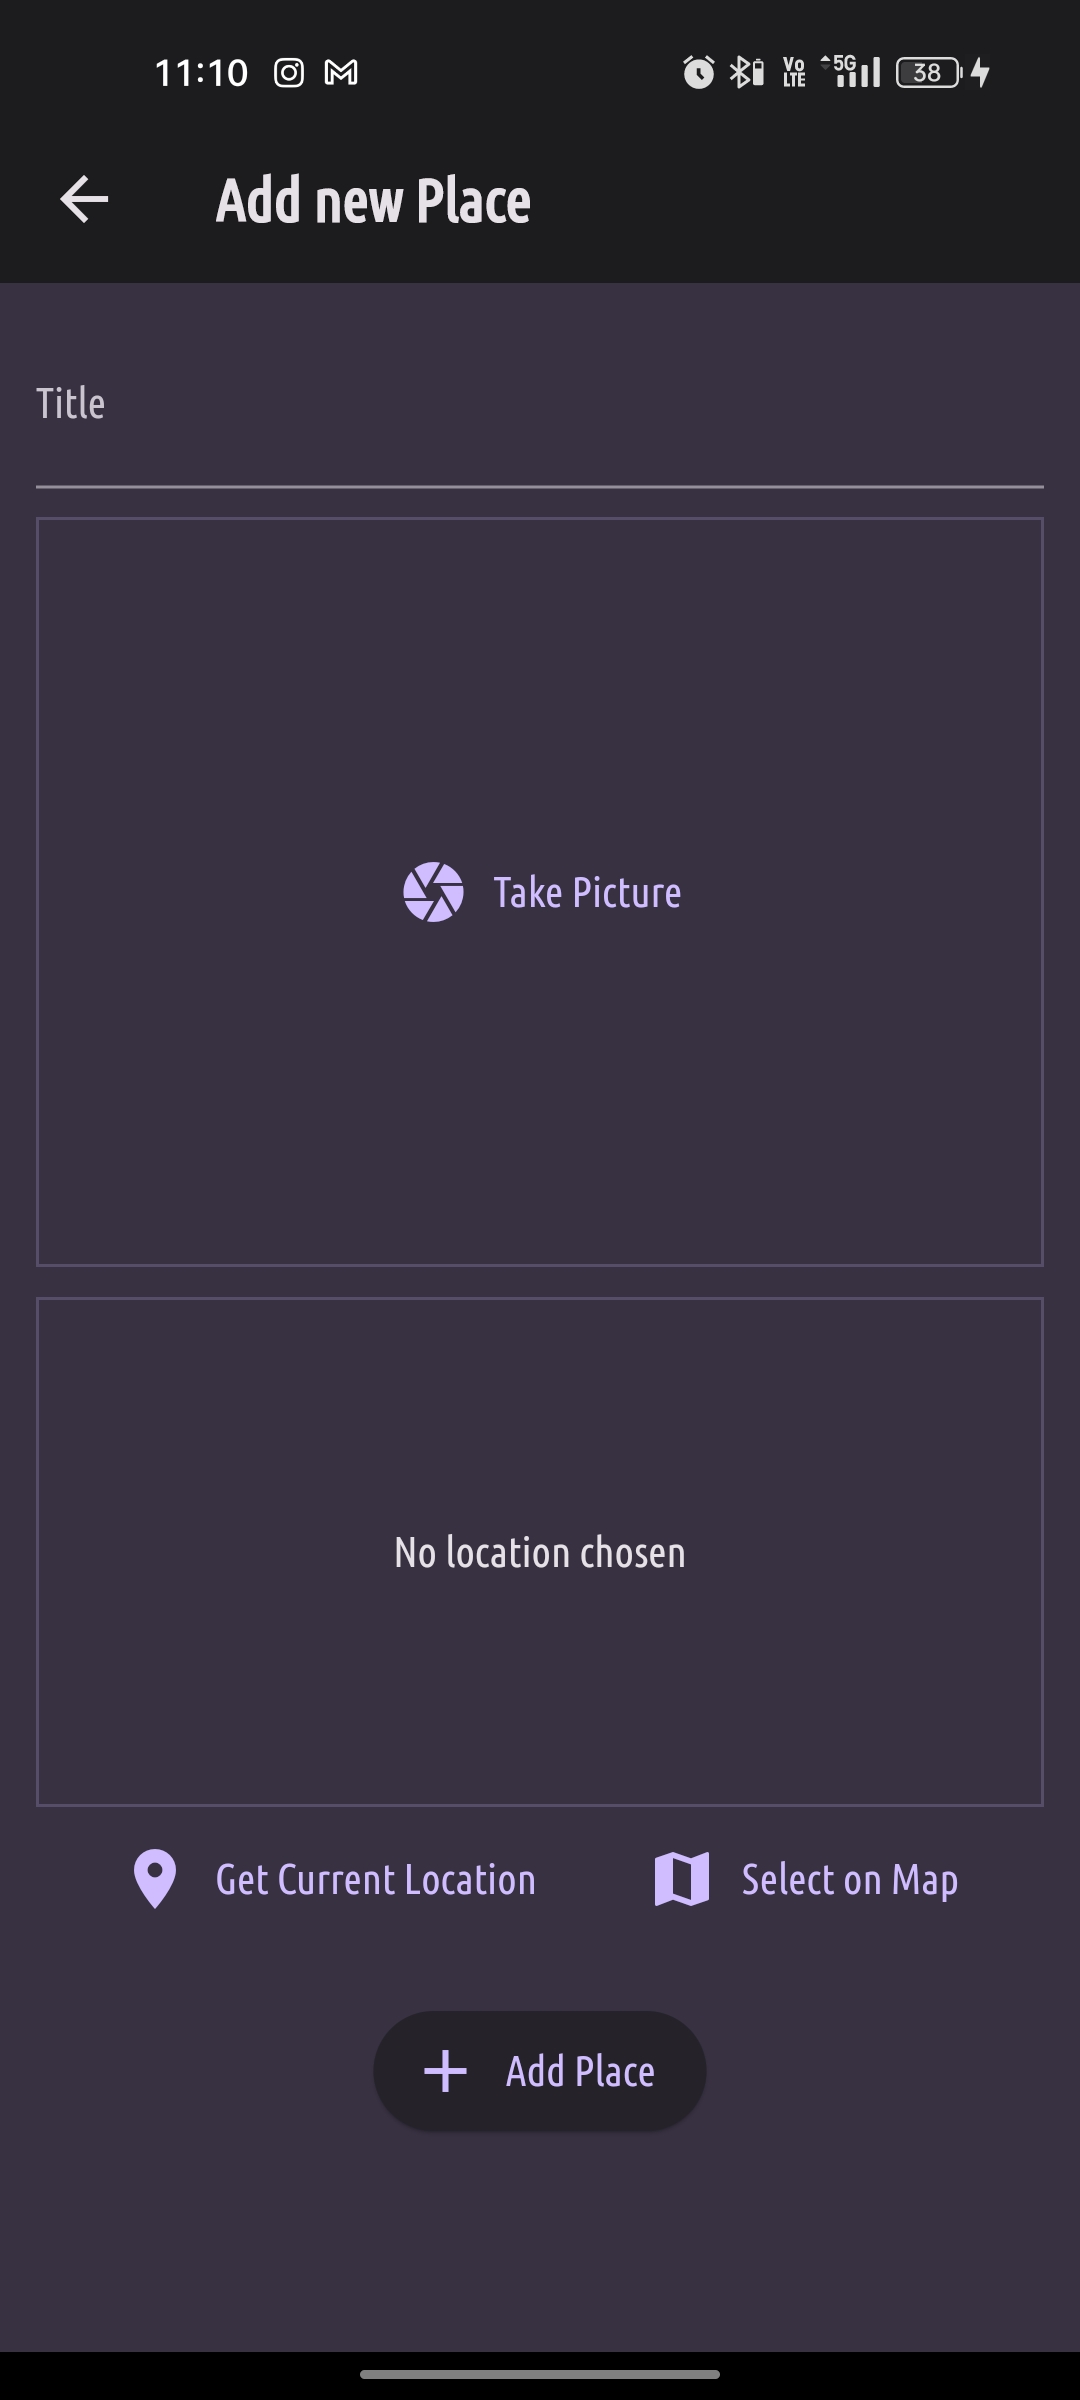 11:10
Vo LTE 5G 38
Add new Place
Title
Take Picture
No location chosen
Get Current Location Select on Map
Add Place